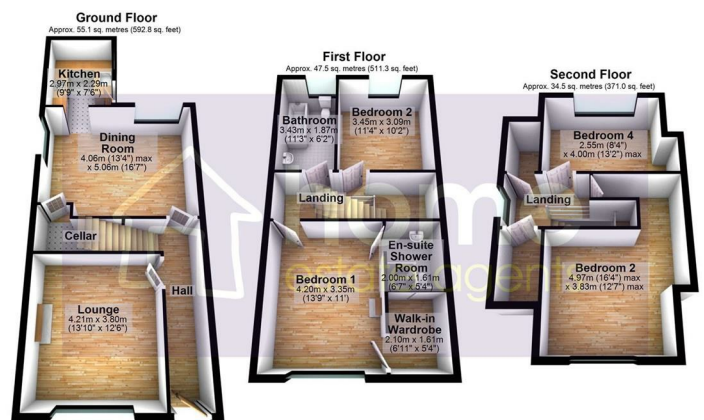 Ground Floor
Approx. 55.1 sq. metres (592.8 sq. feet)
Kitchen
2.97m x 2.29m
(9'9" x 7'6")
Dining
Room
4.06m (13'4") max
x 5.06m (16'7")
Cellar
Hall
Lounge
4.21m x 3.80m
(13'10" x 12'6")
First Floor
Approx. 47.5 sq. metres (511.3 sq. feet)
Bathroom
3.43m x 1.87m
(11'3" x 6'2")
Bedroom 2
3.45m x 3.09m
(11'4" x 10'2")
Landing
En-suite
Shower
Room
2.00m x 1.61m
(6'7" x 5'4")
Bedroom 1
4.20m x 3.35m
(13'9" x 11')
Walk-in
Wardrobe
2.10m x 1.61m
(6'11" x 5'4")
Second Floor
Approx. 34.5 sq. metres (371.0 sq. feet)
Bedroom 4
2.55m (8'4")
x 4.00m (13'2") max
Landing
Bedroom 2
4.97m (16'4") max
x 3.83m (12'7") max
home
estate agents